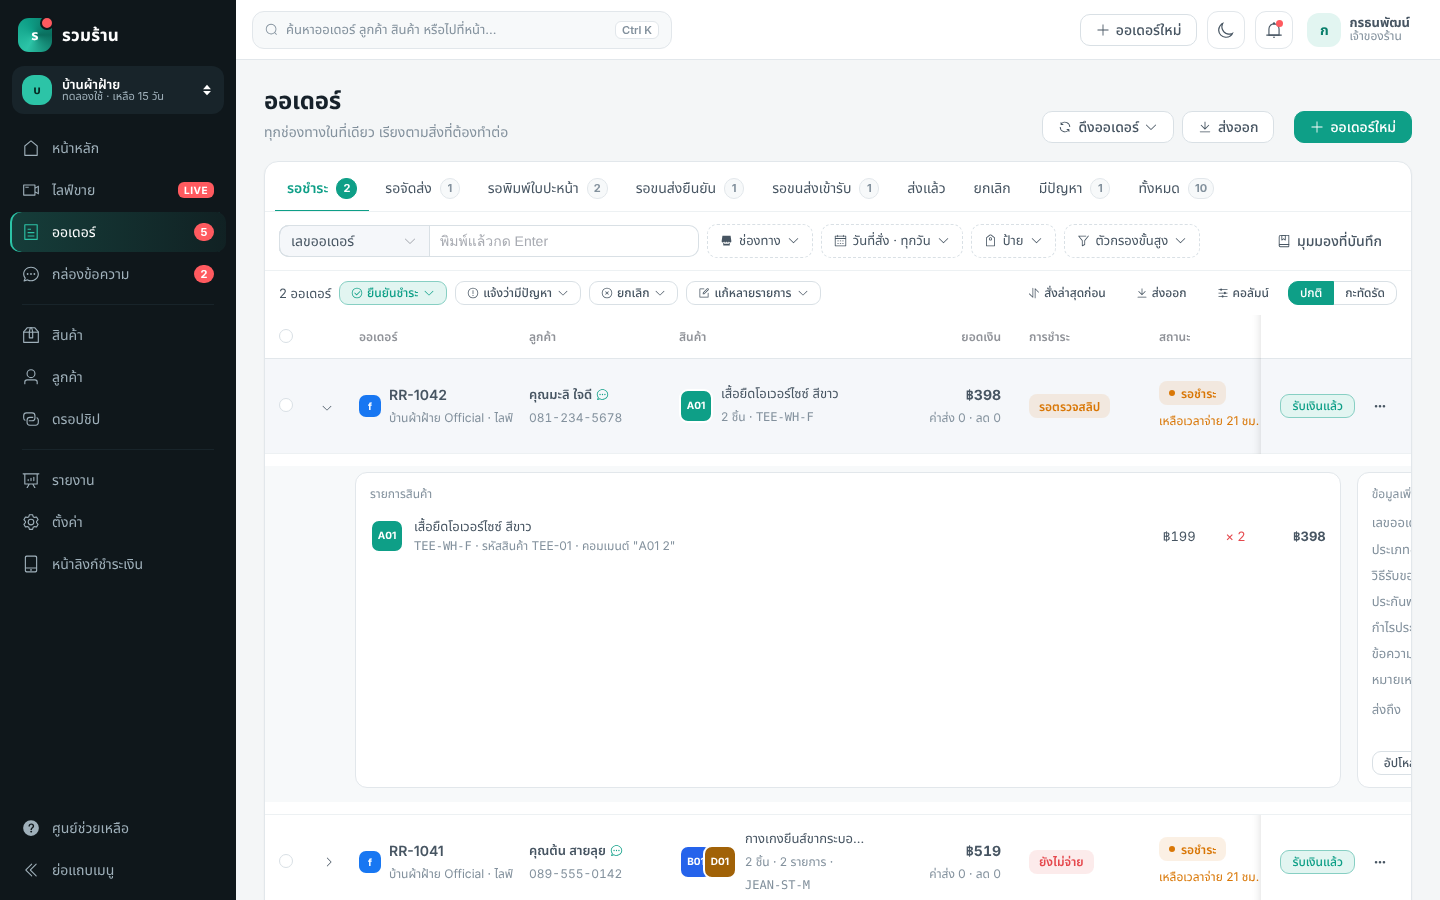 ร
รวมร้าน
ค้นหาออเดอร์ ลูกค้า สินค้า หรือไปที่หน้า...
Ctrl K
ออเดอร์ใหม่
ก
กรธนพัฒน์
เจ้าของร้าน
บ
บ้านผ้าฝ้าย
ทดลองใช้ · เหลือ 15 วัน
หน้าหลัก
ไลฟ์ขาย
LIVE
ออเดอร์
5
กล่องข้อความ
2
สินค้า
ลูกค้า
ดรอปชิป
รายงาน
ตั้งค่า
หน้าลิงก์ชำระเงิน
ศูนย์ช่วยเหลือ
ย่อแถบเมนู
ออเดอร์
ทุกช่องทางในที่เดียว เรียงตามสิ่งที่ต้องทำต่อ
ดึงออเดอร์
ส่งออก
ออเดอร์ใหม่
รอชำระ 2
รอจัดส่ง 1
รอพิมพ์ใบปะหน้า 2
รอขนส่งยืนยัน 1
รอขนส่งเข้ารับ 1
ส่งแล้ว
ยกเลิก
มีปัญหา 1
ทั้งหมด 10
เลขออเดอร์
พิมพ์แล้วกด Enter
ช่องทาง
วันที่สั่ง · ทุกวัน
ป้าย
ตัวกรองขั้นสูง
มุมมองที่บันทึก
2 ออเดอร์
ยืนยันชำระ
แจ้งว่ามีปัญหา
ยกเลิก
แก้หลายรายการ
สั่งล่าสุดก่อน
ส่งออก
คอลัมน์
ปกติ
กะทัดรัด
ออเดอร์
ลูกค้า
สินค้า
ยอดเงิน
การชำระ
สถานะ
f
RR-1042
บ้านผ้าฝ้าย Official · ไลฟ์
คุณมะลิ ใจดี
081-234-5678
A01
เสื้อยืดโอเวอร์ไซซ์ สีขาว
2 ชิ้น · TEE-WH-F
฿398
ค่าส่ง 0 · ลด 0
รอตรวจสลิป
รอชำระ
เหลือเวลาจ่าย 21 ชม.
รับเงินแล้ว
รายการสินค้า
A01
เสื้อยืดโอเวอร์ไซซ์ สีขาว
TEE-WH-F · รหัสสินค้า TEE-01 · คอมเมนต์ "A01 2"
฿199
× 2
฿398
ส่งถึง
f
RR-1041
บ้านผ้าฝ้าย Official · ไลฟ์
คุณต้น สายลุย
089-555-0142
B01
D01
กางเกงยีนส์ขากระบอ...
2 ชิ้น · 2 รายการ ·
JEAN-ST-M
฿519
ค่าส่ง 0 · ลด 0
ยังไม่จ่าย
รอชำระ
เหลือเวลาจ่าย 21 ชม.
รับเงินแล้ว